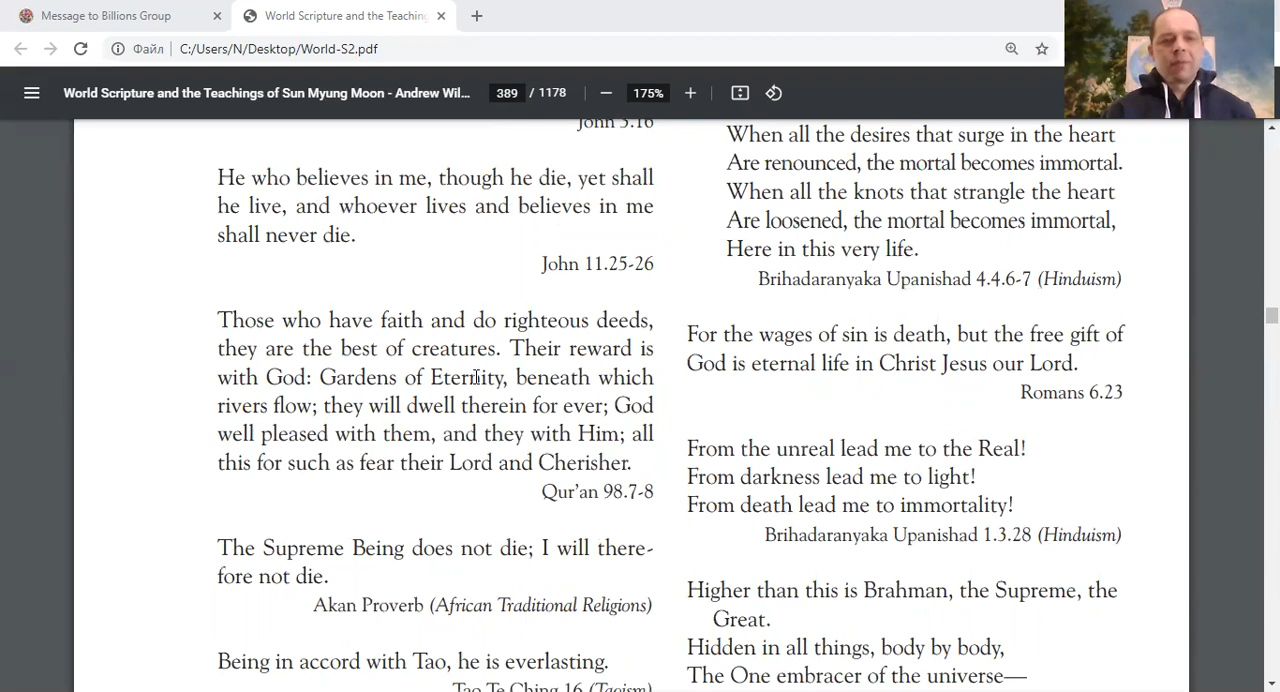 Message to Billions Group
World Scripture and the Teaching
Файл
C:/Users/N/Desktop/World-S2.pdf
World Scripture and the Teachings of Sun Myung Moon - Andrew Wil...
389 / 1178
175%
John 3.16
He who believes in me, though he die, yet shall
he live, and whoever lives and believes in me
shall never die.
John 11.25-26
Those who have faith and do righteous deeds,
they are the best of creatures. Their reward is
with God: Gardens of Eternity, beneath which
rivers flow; they will dwell therein for ever; God
well pleased with them, and they with Him; all
this for such as fear their Lord and Cherisher.
Qur'an 98.7-8
The Supreme Being does not die; I will there-
fore not die.
Akan Proverb (African Traditional Religions)
Being in accord with Tao, he is everlasting.
Tao Te Ching 16 (Taoism)
When all the desires that surge in the heart
Are renounced, the mortal becomes immortal.
When all the knots that strangle the heart
Are loosened, the mortal becomes immortal,
Here in this very life.
Brihadaranyaka Upanishad 4.4.6-7 (Hinduism)
For the wages of sin is death, but the free gift of
God is eternal life in Christ Jesus our Lord.
Romans 6.23
From the unreal lead me to the Real!
From darkness lead me to light!
From death lead me to immortality!
Brihadaranyaka Upanishad 1.3.28 (Hinduism)
Higher than this is Brahman, the Supreme, the
Great.
Hidden in all things, body by body,
The One embracer of the universe—